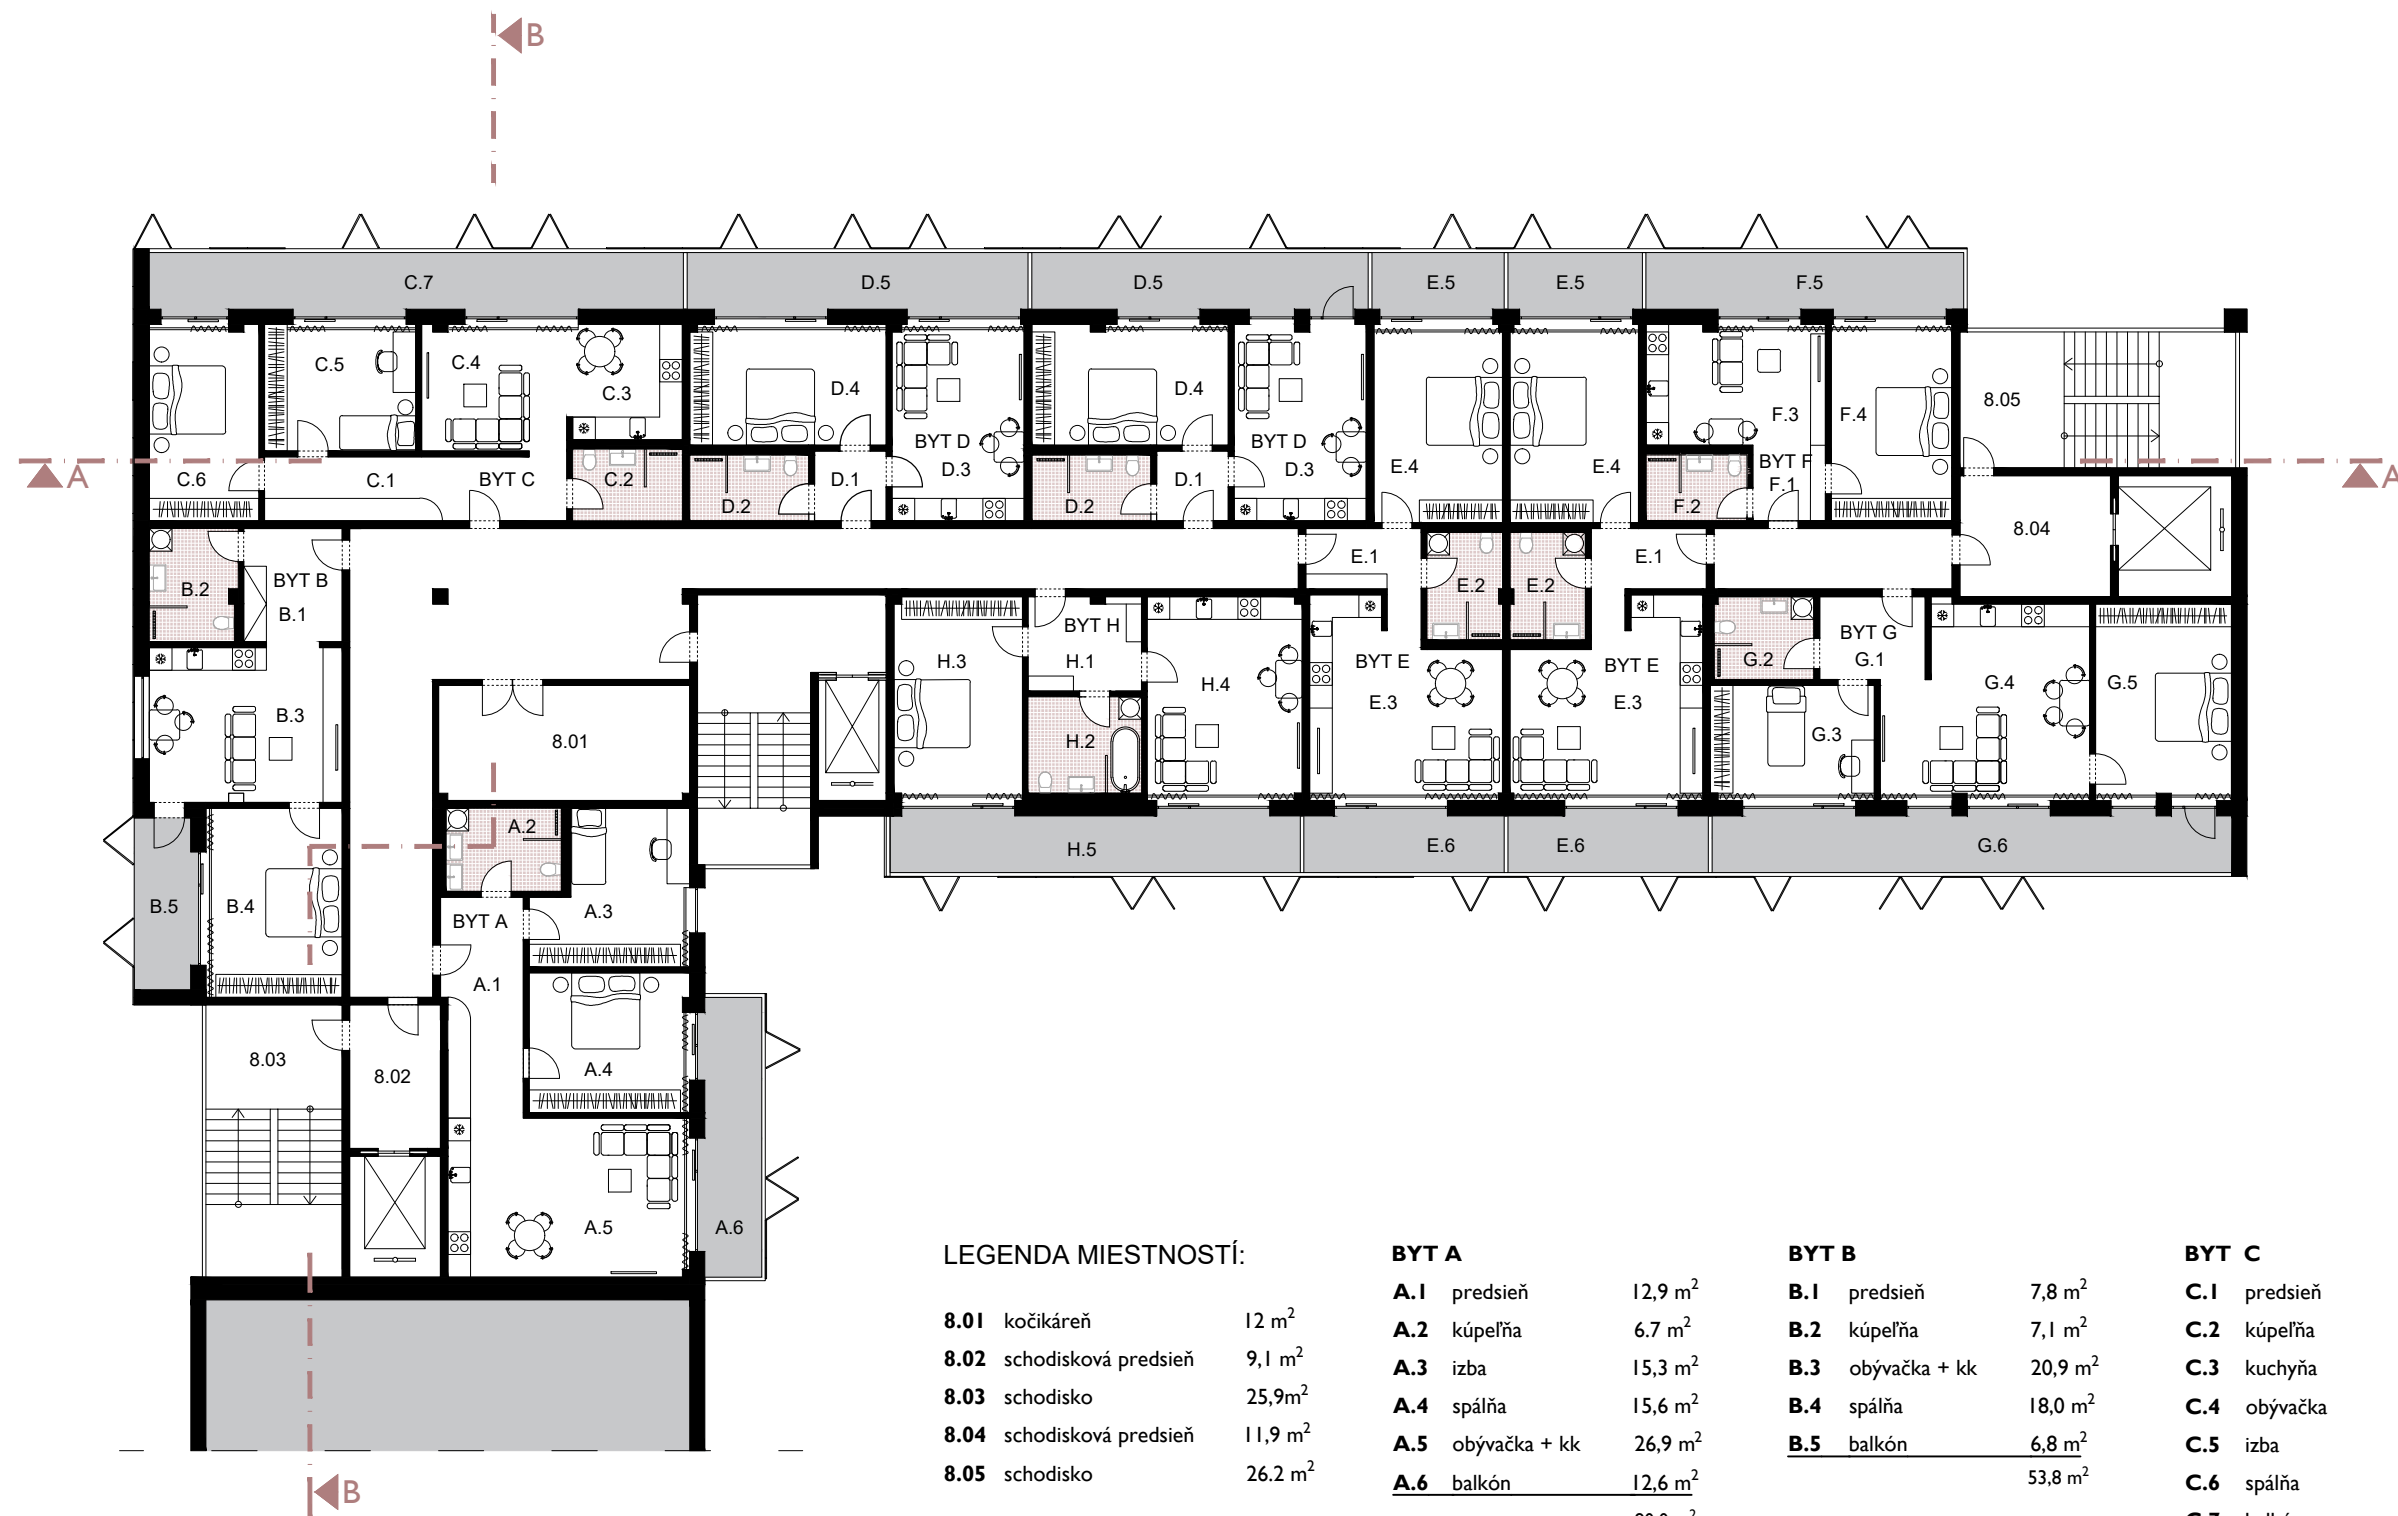 B
C.7
D.5
D.5
E.5
E.5
F.5
C.5
C.4
C.3
D.4
D.4
F.3
F.4
8.05
BYT D
D.3
BYT D
D.3
E.4
E.4
BYT F
F.1
A
A
C.6
C.1
BYT C
C.2
D.2
D.1
D.2
D.1
F.2
8.04
BYT B
B.2
B.1
E.1
E.2
E.2
E.1
BYT H
H.1
H.3
H.4
BYT E
E.3
BYT E
E.3
BYT G
G.2
G.1
G.4
G.5
B.3
8.01
H.2
G.3
A.2
H.5
E.6
E.6
G.6
B.5
B.4
BYT A
A.3
A.1
8.03
8.02
A.4
A.5
A.6
B
LEGENDA MIESTNOSTÍ:
8.01 kočikáreň 12 m²
8.02 schodisková predsieň 9,1 m²
8.03 schodisko 25,9m²
8.04 schodisková predsieň 11,9 m²
8.05 schodisko 26.2 m²
BYT A
A.1 predsieň 12,9 m²
A.2 kúpeľňa 6.7 m²
A.3 izba 15,3 m²
A.4 spálňa 15,6 m²
A.5 obývačka + kk 26,9 m²
A.6 balkón 12,6 m²
BYT B
B.1 predsieň 7,8 m²
B.2 kúpeľňa 7,1 m²
B.3 obývačka + kk 20,9 m²
B.4 spálňa 18,0 m²
B.5 balkón 6,8 m²
53,8 m²
BYT C
C.1 predsieň
C.2 kúpeľňa
C.3 kuchyňa
C.4 obývačka
C.5 izba
C.6 spálňa